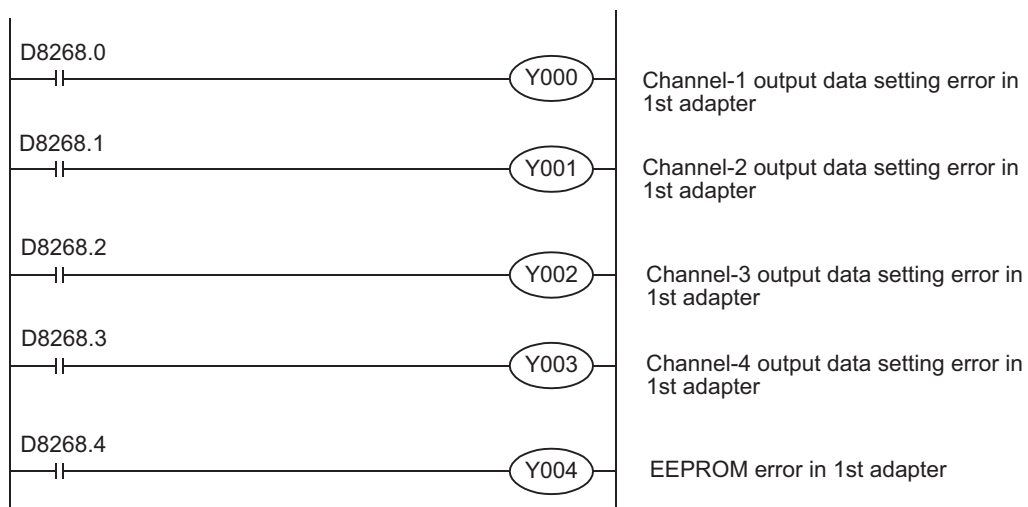 D8268.0
Y000
Channel-1 output data setting error in
1st adapter
D8268.1
Y001
Channel-2 output data setting error in
1st adapter
D8268.2
Y002
Channel-3 output data setting error in
1st adapter
D8268.3
Y003
Channel-4 output data setting error in
1st adapter
D8268.4
Y004
EEPROM error in 1st adapter